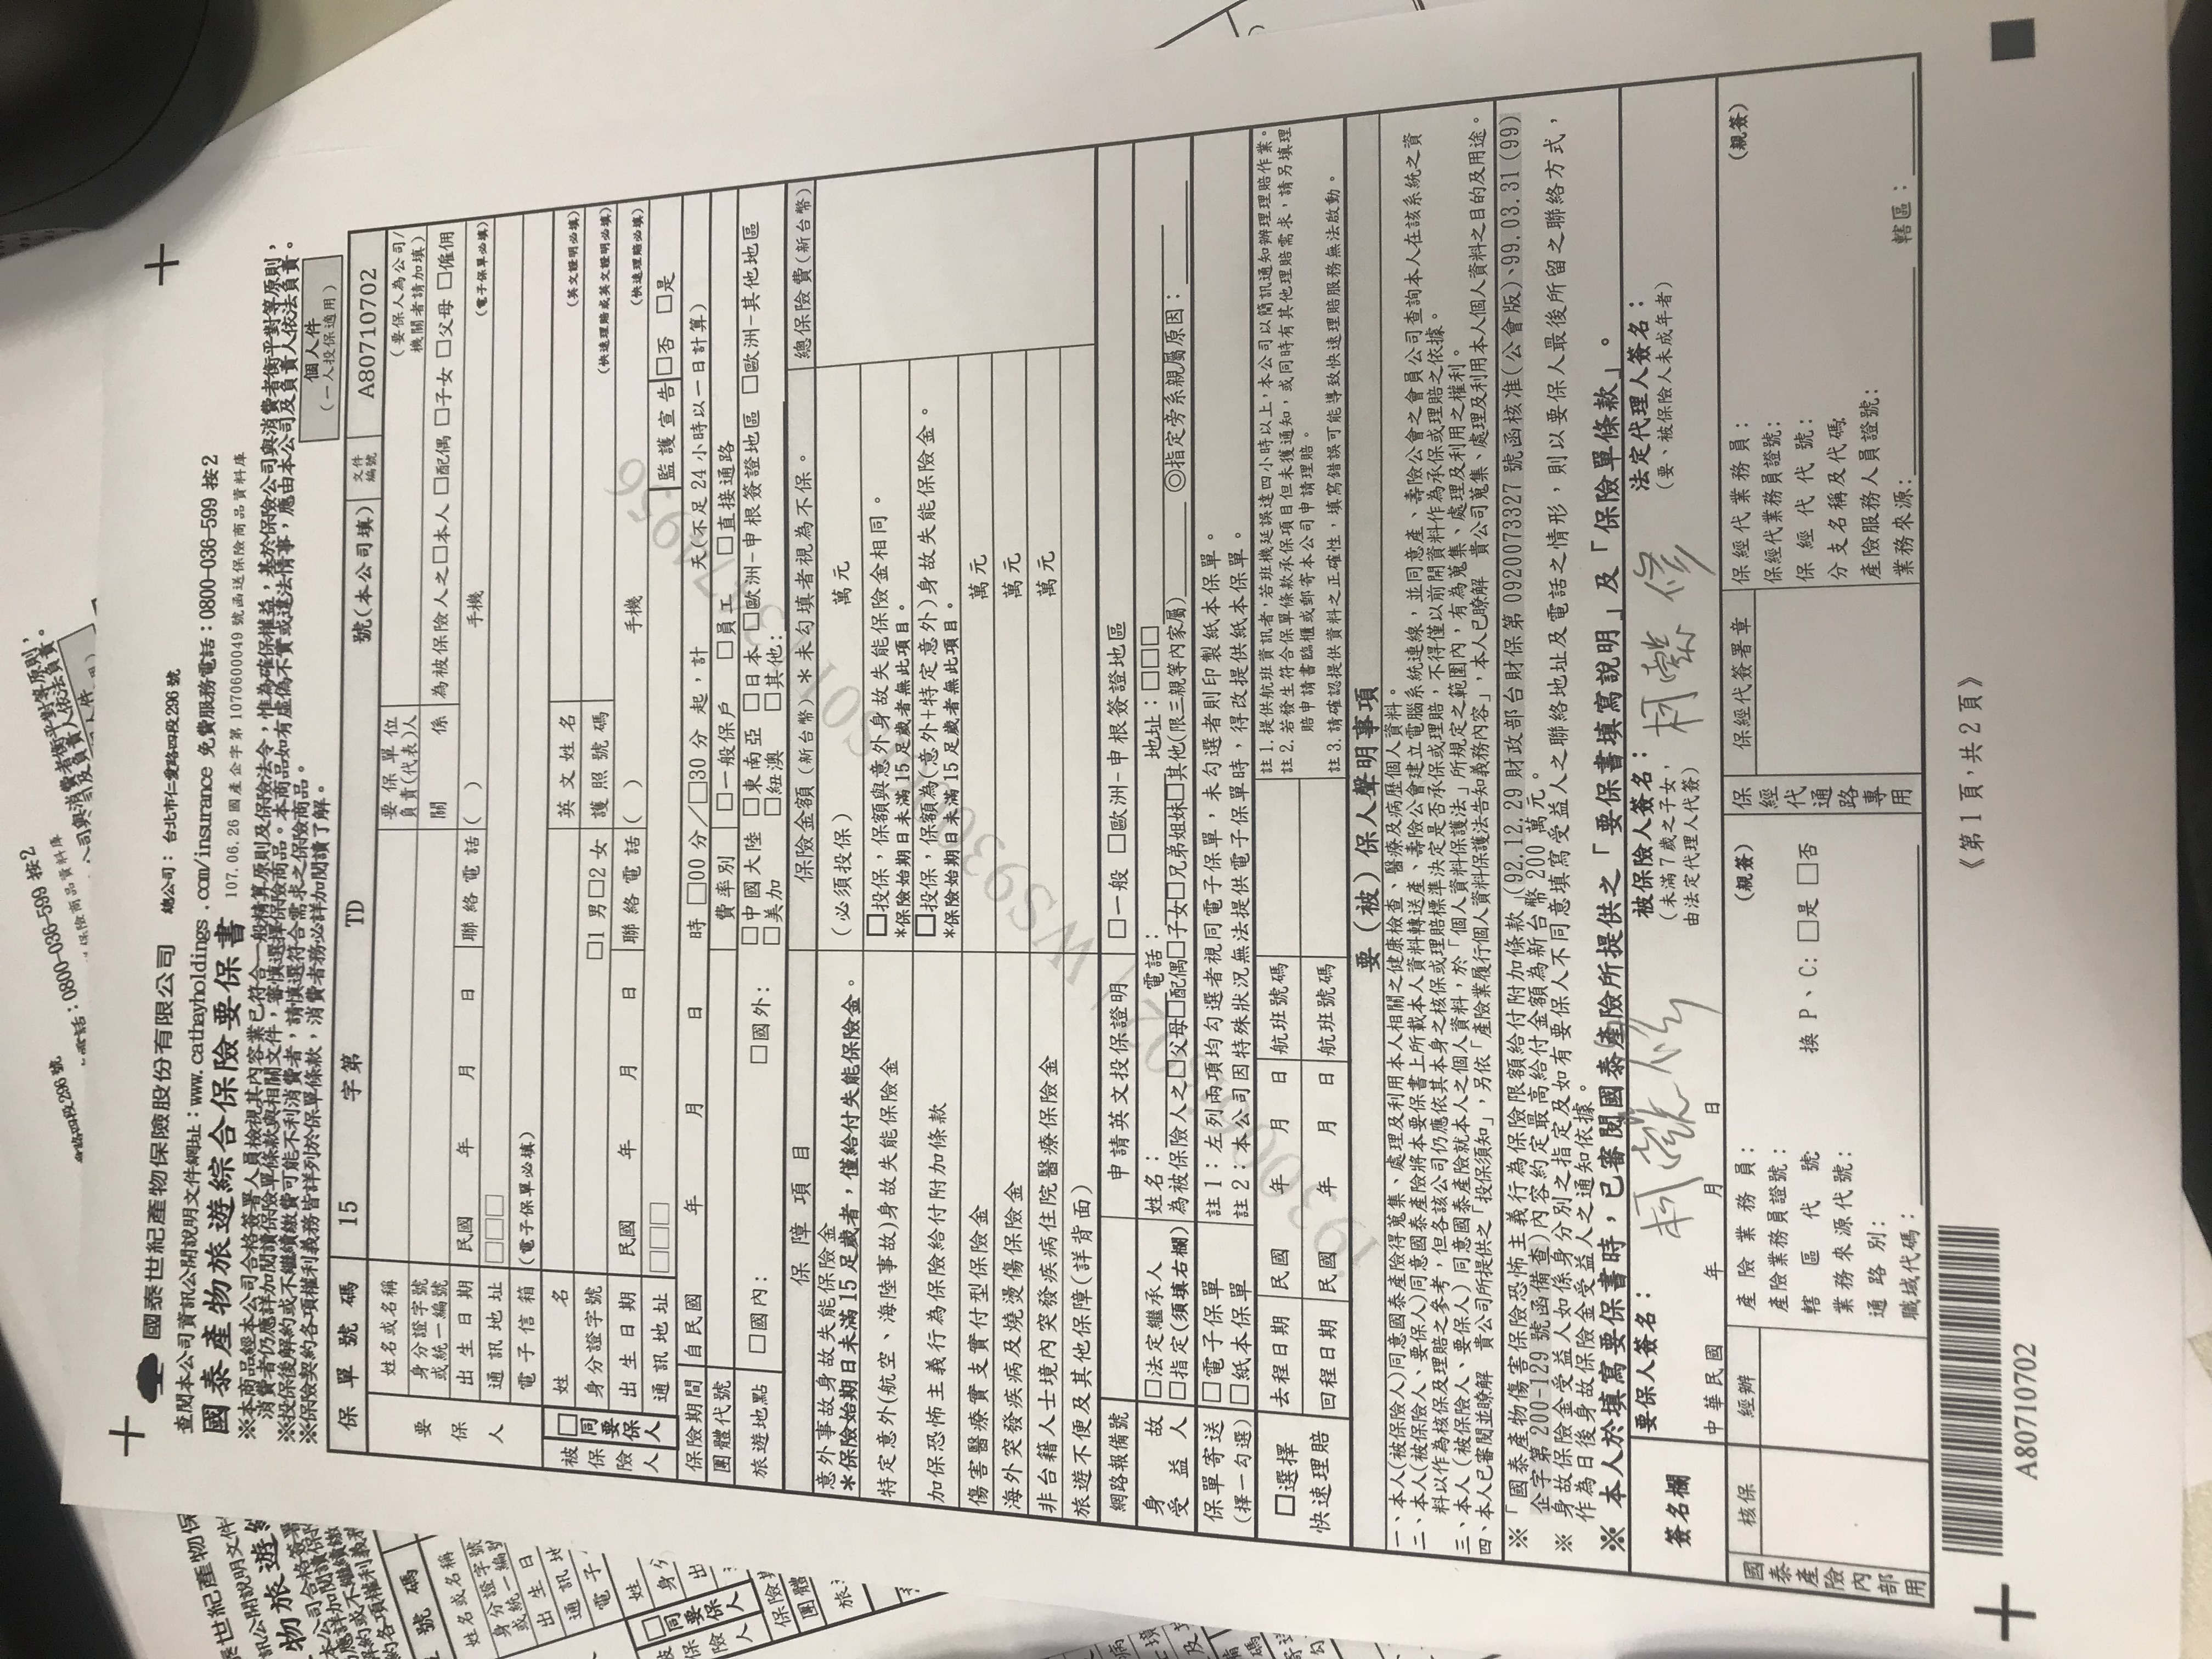 國泰世紀產物保險股份有限公司 總公司：台北市仁愛路四段296號
查閱本公司資訊公開說明文件網址：www.cathayholdings.com/insurance 免費服務電話：0800-036-599 按2
國泰產物旅遊綜合保險要保書 107.06.26 國產企字第 1070600049 號函送保險商品資料庫
※本商品經本公司合格簽署人員檢視其內容業已符合一般精算原則及保險法令，惟為確保權益，基於保險公司與消費者衡平對等原則，
消費者仍應詳加閱讀保險單條款與相關文件，審慎選擇保險商品。本商品如有虛偽不實或違法情事，應由本公司及負責人依法負責。
※投保後解約或不繼續繳費可能不利消費者，請慎選符合需求之保險商品。
※保險契約各項權利義務皆詳列於保單條款，消費者務必詳加閱讀了解。
個人件
(一人投保適用)
保單號碼 15 字第 TD 號(本公司填) 文件編號 A80710702
要保人
姓名或名稱 要保單位負責(代表)人 (要保人為公司/機關者請加填)
身分證字號或統一編號 關係 為被保險人之□本人 □配偶 □子女 □父母 □僱傭
出生日期 民國 年 月 日 聯絡電話 ( ) 手機 (電子保單必填)
通訊地址 □□□
電子信箱 (電子保單必填)
被保險人 □同要保人
姓名 英文姓名 (英文證明必填)
身分證字號 □1男□2女 護照號碼 (快速理賠或英文證明必填)
出生日期 民國 年 月 日 聯絡電話 ( ) 手機 (快速理賠必填)
通訊地址 □□□ 監護宣告 □否 □是
保險期間 自民國 年 月 日 時 □00分／□30分 起，計 天(不足24小時以一日計算)
團體代號 費率別 □一般保戶 □員工 □直接通路
旅遊地點 □國內: □國外: □中國大陸 □東南亞 □日本 □歐洲-申根簽證地區 □歐洲-其他地區
□美加 □紐澳 □其他:
保障項目 保險金額(新台幣)＊未勾填者視為不保。 總保險費(新台幣)
意外事故身故失能保險金 (必須投保) 萬元
＊保險始期日未滿15足歲者，僅給付失能保險金。
特定意外(航空、海陸事故)身故失能保險金 □投保，保額與意外身故失能保險金相同。
*保險始期日未滿15足歲者無此項目。
加保恐怖主義行為保險給付附加條款 □投保，保額為(意外+特定意外)身故失能保險金。
*保險始期日未滿15足歲者無此項目。
傷害醫療實支實付型保險金 萬元
海外突發疾病及燒燙傷保險金 萬元
非台籍人士境內突發疾病住院醫療保險金 萬元
旅遊不便及其他保障(詳背面)
網路報備號 申請英文投保證明 □一般 □歐洲-申根簽證地區
身故受益人 □法定繼承人 姓名： 電話： 地址：□□□
□指定(須填右欄) 為被保險人之□父母□配偶□子女□兄弟姐妹□其他(限三親等內家屬) ◎指定旁系親屬原因：
保單寄送 □電子保單 註1：左列兩項均勾選者視同電子保單，未勾選者則印製紙本保單。
(擇一勾選) □紙本保單 註2：本公司因特殊狀況無法提供電子保單時，得改提供紙本保單。
□選擇快速理賠
去程日期 民國 年 月 日 航班號碼
回程日期 民國 年 月 日 航班號碼
註1.提供航班資訊者，若班機延誤達四小時以上，本公司以簡訊通知辦理理賠作業。
註2.若發生符合保單條款承保項目但未獲通知，或同時有其他理賠需求，請另填理
賠申請書臨櫃或郵寄本公司申請理賠。
註3.請確認提供資料之正確性，填寫錯誤可能導致快速理賠服務無法啟動。
要（被）保人聲明事項
一、本人(被保險人)同意國泰產險得蒐集、處理及利用本人相關之健康檢查、醫療及病歷個人資料。
二、本人(被保險人、要保人)同意國泰產險將本要保書上所載本人資料轉送產、壽險公會建立電腦系統連線，並同意產、壽險公會之會員公司查詢本人在該系統之資
料以作為核保及理賠之參考，但各該公司仍應依其本身之核保或理賠標準決定是否承保或理賠，不得僅以前開資料作為承保或理賠之依據。
三、本人（被保險人、要保人）同意國泰產險就本人之個人資料，於「個人資料保護法」所規定之範圍內，有為蒐集、處理及利用之權利。
四、本人已審閱並瞭解 貴公司所提供之「投保須知」，另依「產險業履行個人資料保護法告知義務內容」，本人已瞭解 貴公司蒐集、處理及利用本人個人資料之目的及用途。
※「國泰產物傷害保險恐怖主義行為保險限額給付附加條款」(92.12.29 財政部台財保第 0920073327 號函核准(公會版)、99.03.31 (99)
企字第 200-129 號函備查)內容約定最高給付金額為新台幣 200 萬元。
※ 身故保險金受益人如係身分別之指定及如有要保人不同意填寫受益人之聯絡地址及電話之情形，則以要保人最後所留之聯絡方式，
作為日後身故保險金受益人之通知依據。
※ 本人於填寫要保書時，已審閱國泰產險所提供之「要保書填寫說明」及「保險單條款」。
簽名欄
要保人簽名： 被保險人簽名： 法定代理人簽名：
(未滿7歲之子女，由法定代理人代簽) (要、被保險人未成年者)
柯懿修 柯懿修
中華民國 年 月 日
國泰產險內部用
核保 經辦
產險業務員: (親簽)
產險業務員證號:
轄區代號 換 P、C: □是 □否
業務來源代號:
通路別:
職域代碼：
保經代通路專用
保經代簽署章
保經代業務員: (親簽)
保經代業務員證號:
保經代代號:
分支名稱及代碼:
產險服務人員證號:
業務來源: 轄區：
A80710702
《第1頁，共2頁》